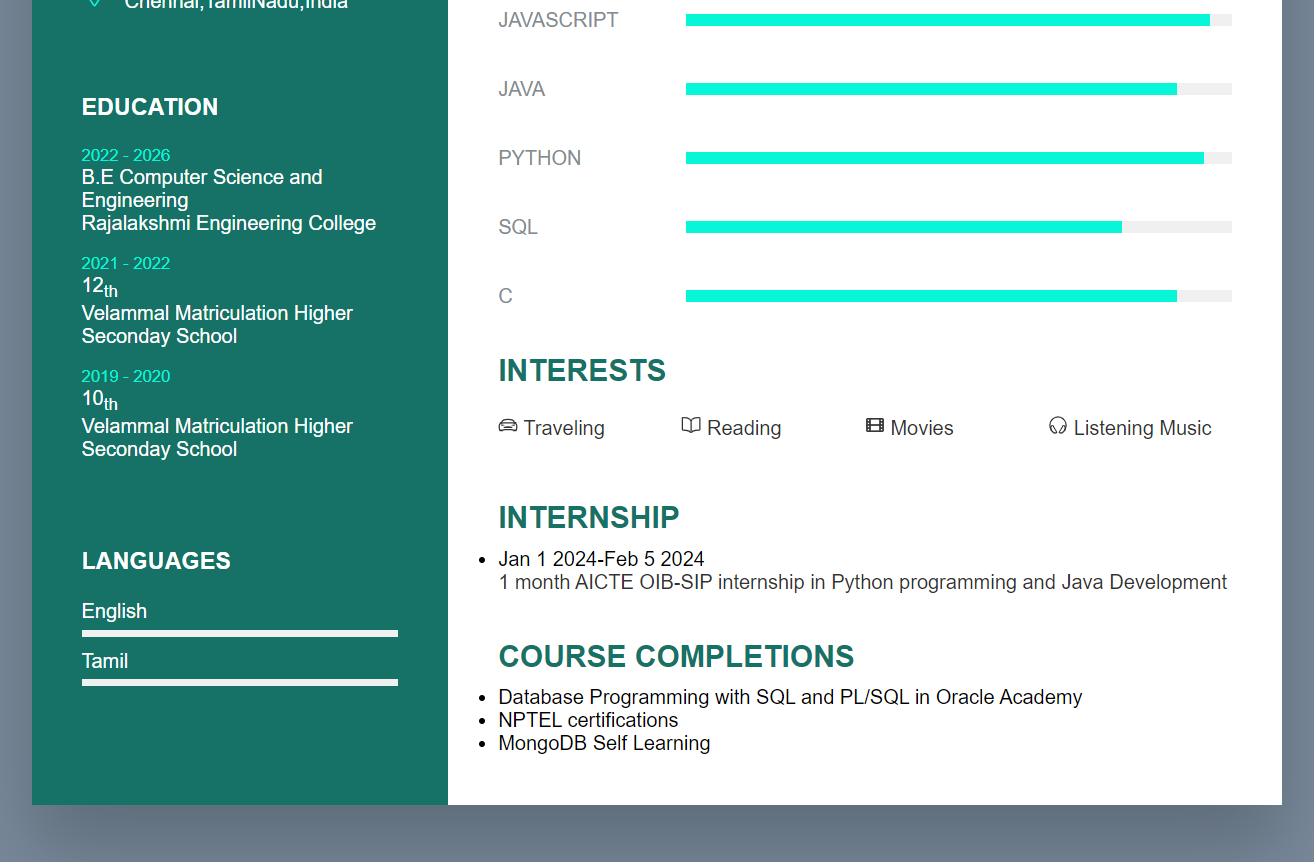 Chennai,TamilNadu,India
EDUCATION
2022 - 2026
B.E Computer Science and
Engineering
Rajalakshmi Engineering College
2021 - 2022
12th
Velammal Matriculation Higher
Seconday School
2019 - 2020
10th
Velammal Matriculation Higher
Seconday School
LANGUAGES
English
Tamil
JAVASCRIPT
JAVA
PYTHON
SQL
C
INTERESTS
Traveling Reading Movies Listening Music
INTERNSHIP
Jan 1 2024-Feb 5 2024
1 month AICTE OIB-SIP internship in Python programming and Java Development
COURSE COMPLETIONS
Database Programming with SQL and PL/SQL in Oracle Academy
NPTEL certifications
MongoDB Self Learning